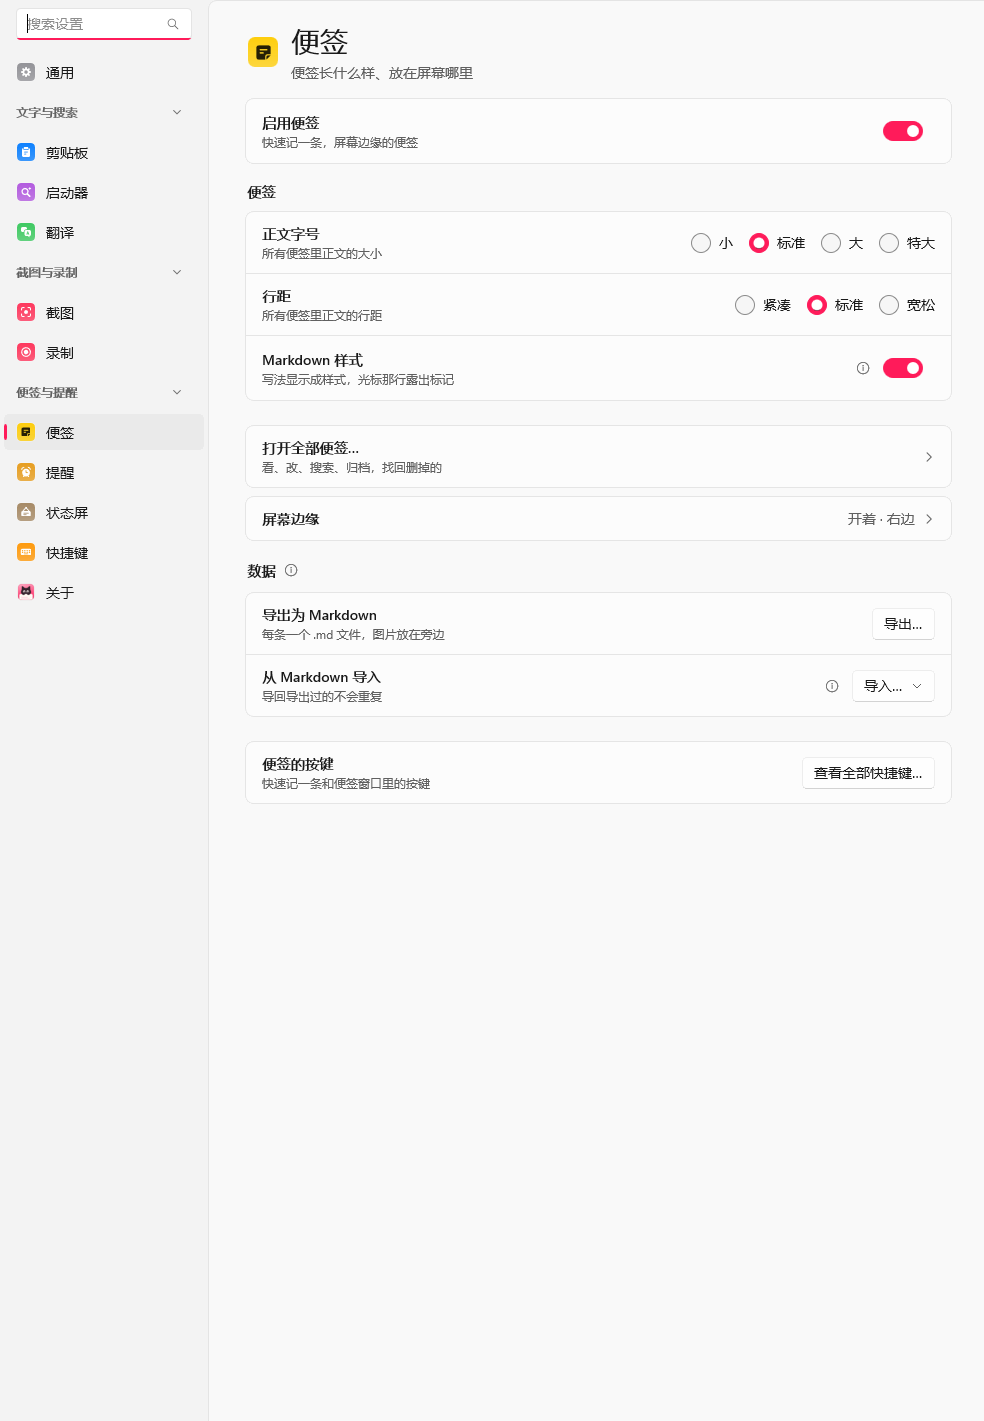 搜索设置
通用
文字与搜索
剪贴板
启动器
翻译
截图与录制
截图
录制
便签与提醒
便签
提醒
状态屏
快捷键
关于
便签
便签长什么样、放在屏幕哪里
启用便签
快速记一条，屏幕边缘的便签
便签
正文字号
所有便签里正文的大小
小 标准 大 特大
行距
所有便签里正文的行距
紧凑 标准 宽松
Markdown 样式
写法显示成样式，光标那行露出标记
打开全部便签...
看、改、搜索、归档，找回删掉的
屏幕边缘
开着 · 右边
数据
导出为 Markdown
每条一个 .md 文件，图片放在旁边
导出...
从 Markdown 导入
导回导出过的不会重复
导入...
便签的按键
快速记一条和便签窗口里的按键
查看全部快捷键...